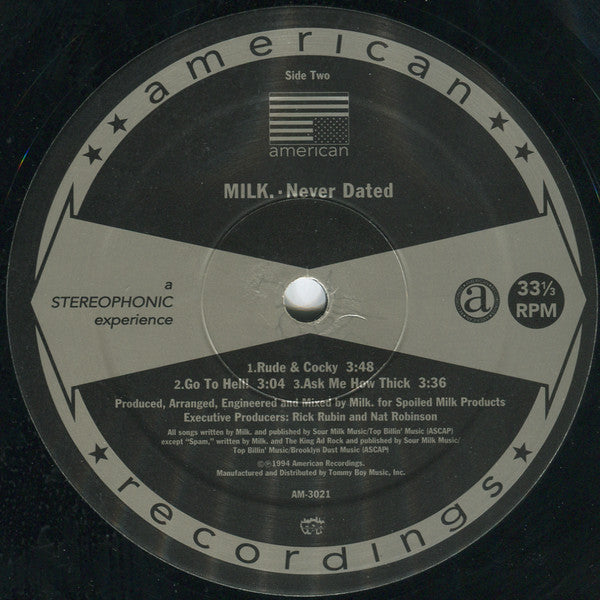 american
Side Two
american
MILK. · Never Dated
a
STEREOPHONIC
experience
a
33⅓
RPM
1.Rude & Cocky 3:48
2.Go To Hell! 3:04 3.Ask Me How Thick 3:36
Produced, Arranged, Engineered and Mixed by Milk. for Spoiled Milk Products
Executive Producers: Rick Rubin and Nat Robinson
All songs written by Milk. and published by Sour Milk Music/Top Billin' Music (ASCAP)
except "Spam," written by Milk. and The King Ad Rock and published by Sour Milk Music/
Top Billin' Music/Brooklyn Dust Music (ASCAP)
©℗1994 American Recordings.
Manufactured and Distributed by Tommy Boy Music, Inc.
AM-3021
recordings